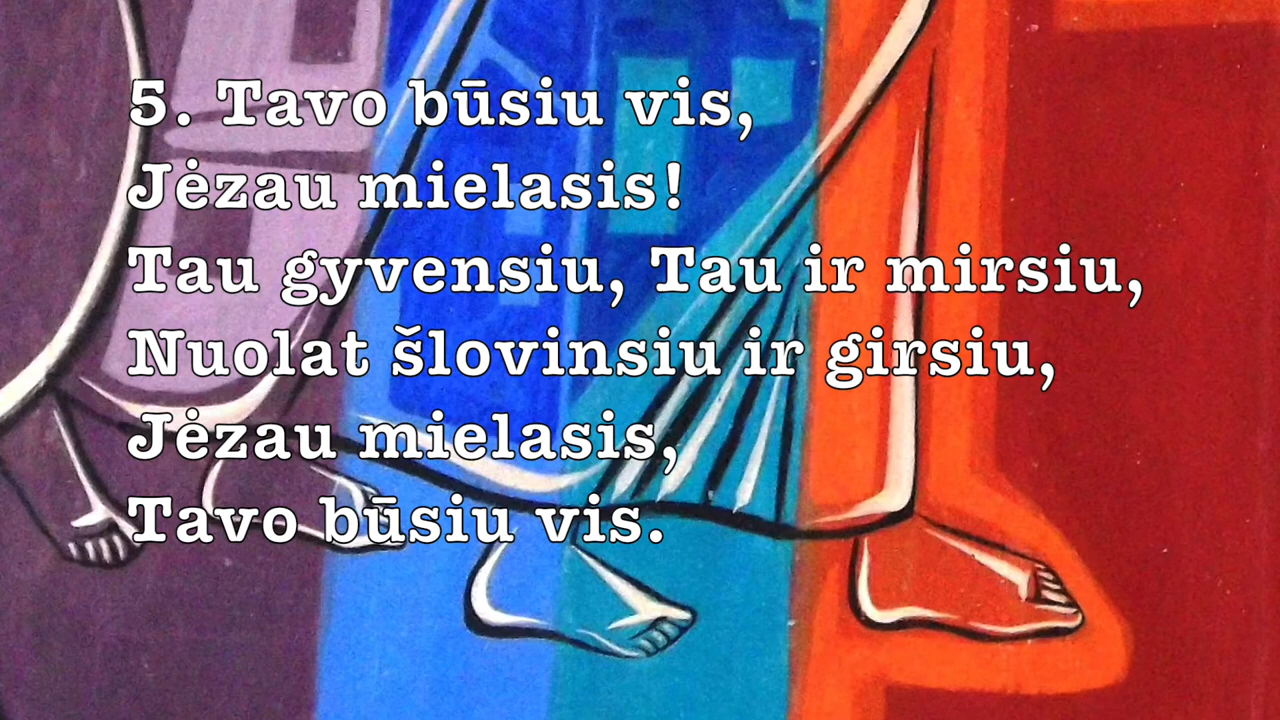 5. Tavo būsiu vis,
Jėzau mielasis!
Tau gyvensiu, Tau ir mirsiu,
Nuolat šlovinsiu ir girsiu,
Jėzau mielasis,
Tavo būsiu vis.